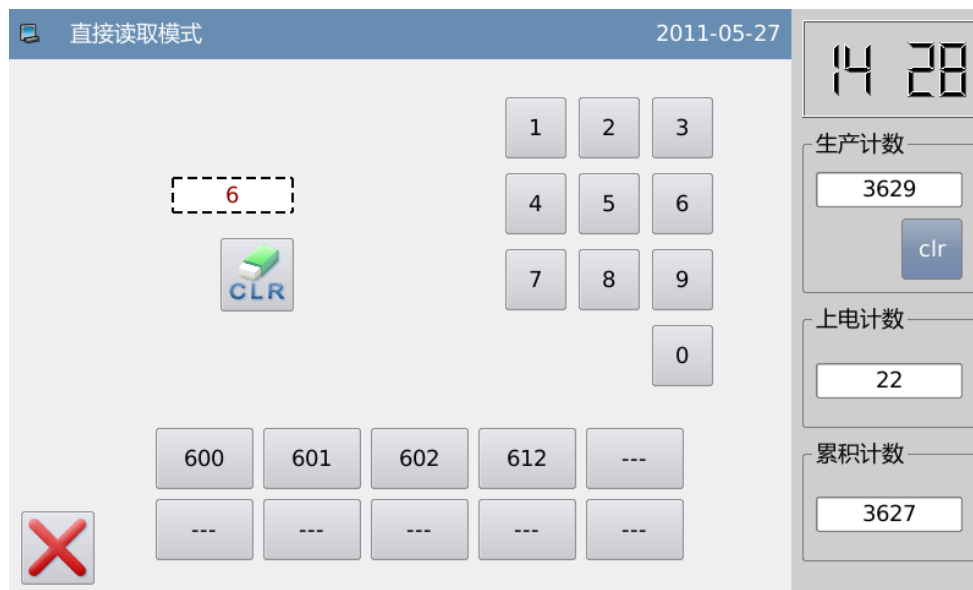 直接读取模式 2011-05-27
14 28
1 2 3
生产计数
3629
6
4 5 6
clr
CLR
7 8 9
上电计数
0
22
600 601 602 612 ---
累积计数
--- --- --- --- ---
3627